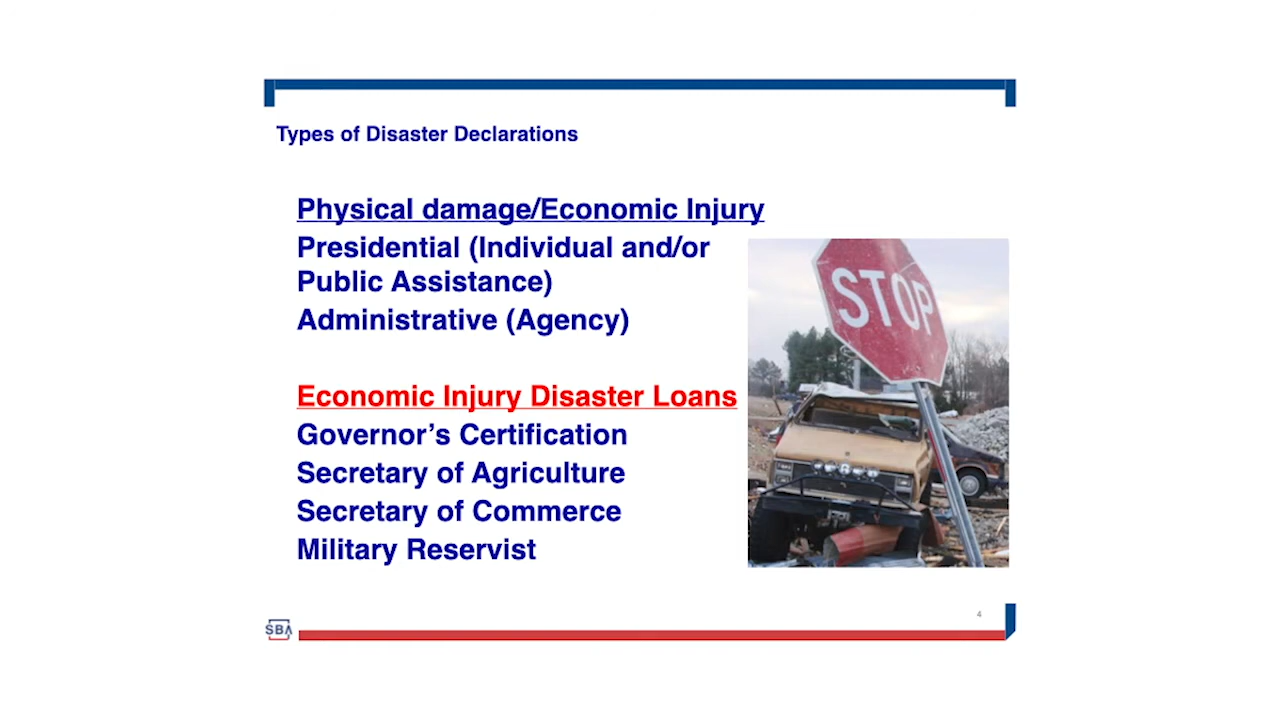 Types of Disaster Declarations
Physical damage/Economic Injury
Presidential (Individual and/or
Public Assistance)
Administrative (Agency)
STOP
Economic Injury Disaster Loans
Governor’s Certification
Secretary of Agriculture
Secretary of Commerce
Military Reservist
4
SBA